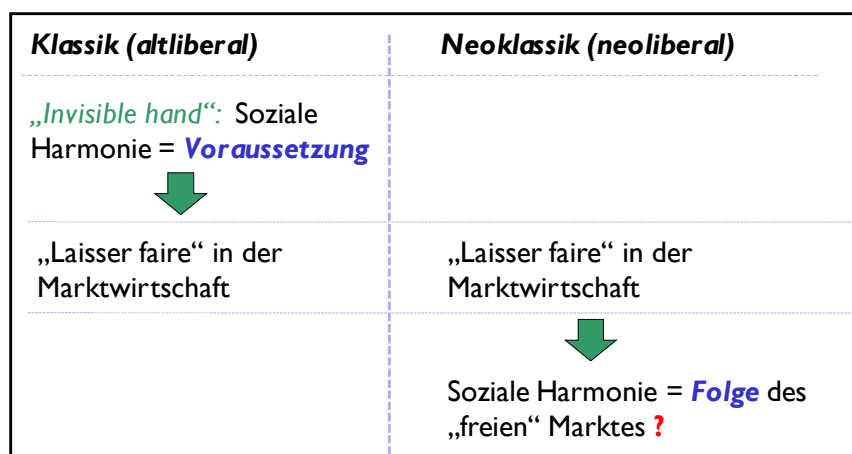 Klassik (altliberal)
Neoklassik (neoliberal)
„Invisible hand“: Soziale
Harmonie = Voraussetzung
„Laisser faire“ in der
Marktwirtschaft
„Laisser faire“ in der
Marktwirtschaft
Soziale Harmonie = Folge des
„freien“ Marktes ?